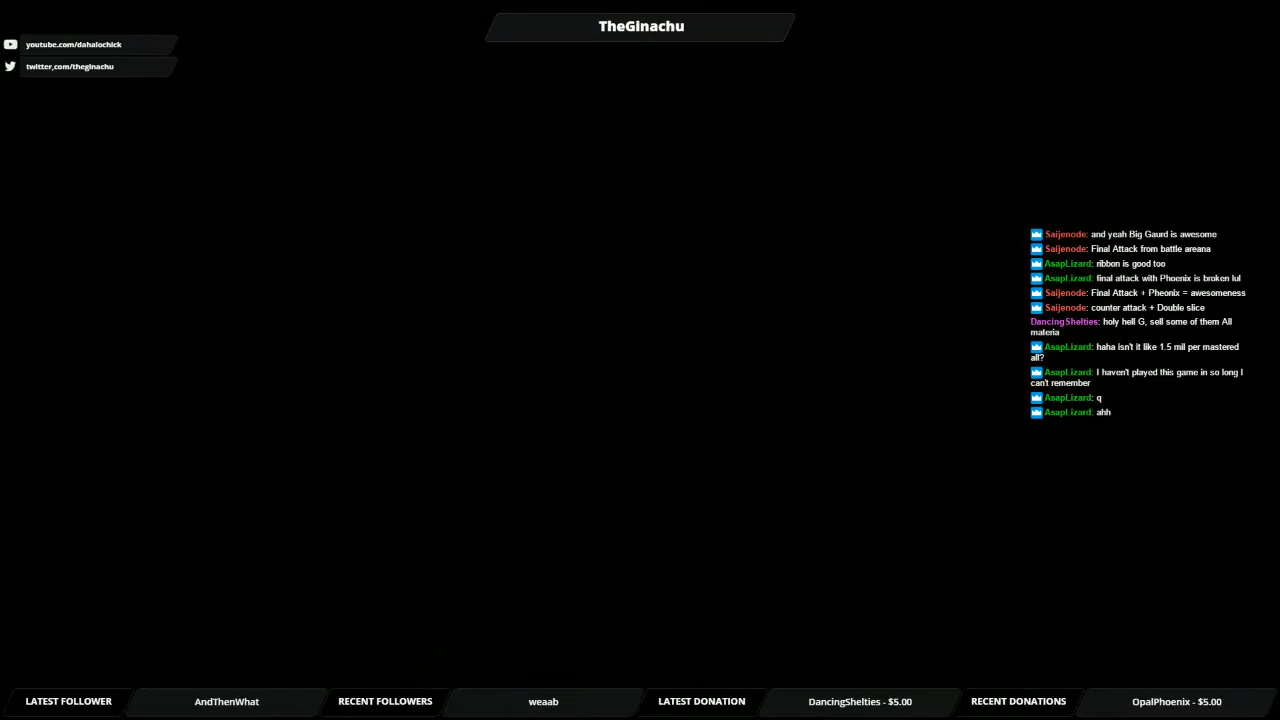 TheGinachu
youtube.com/dahalochick
twitter,com/theginachu
Saijenode: and yeah Big Gaurd is awesome
Saijenode: Final Attack from battle areana
AsapLizard: ribbon is good too
AsapLizard: final attack with Phoenix is broken lul
Saijenode: Final Attack + Pheonix = awesomeness
Saijenode: counter attack + Double slice
DancingShelties: holy hell G, sell some of them All
materia
AsapLizard: haha isn't it like 1.5 mil per mastered
all?
AsapLizard: I haven't played this game in so long I
can't remember
AsapLizard: q
AsapLizard: ahh
LATEST FOLLOWER AndThenWhat RECENT FOLLOWERS weaab LATEST DONATION DancingShelties - $5.00 RECENT DONATIONS OpalPhoenix - $5.00